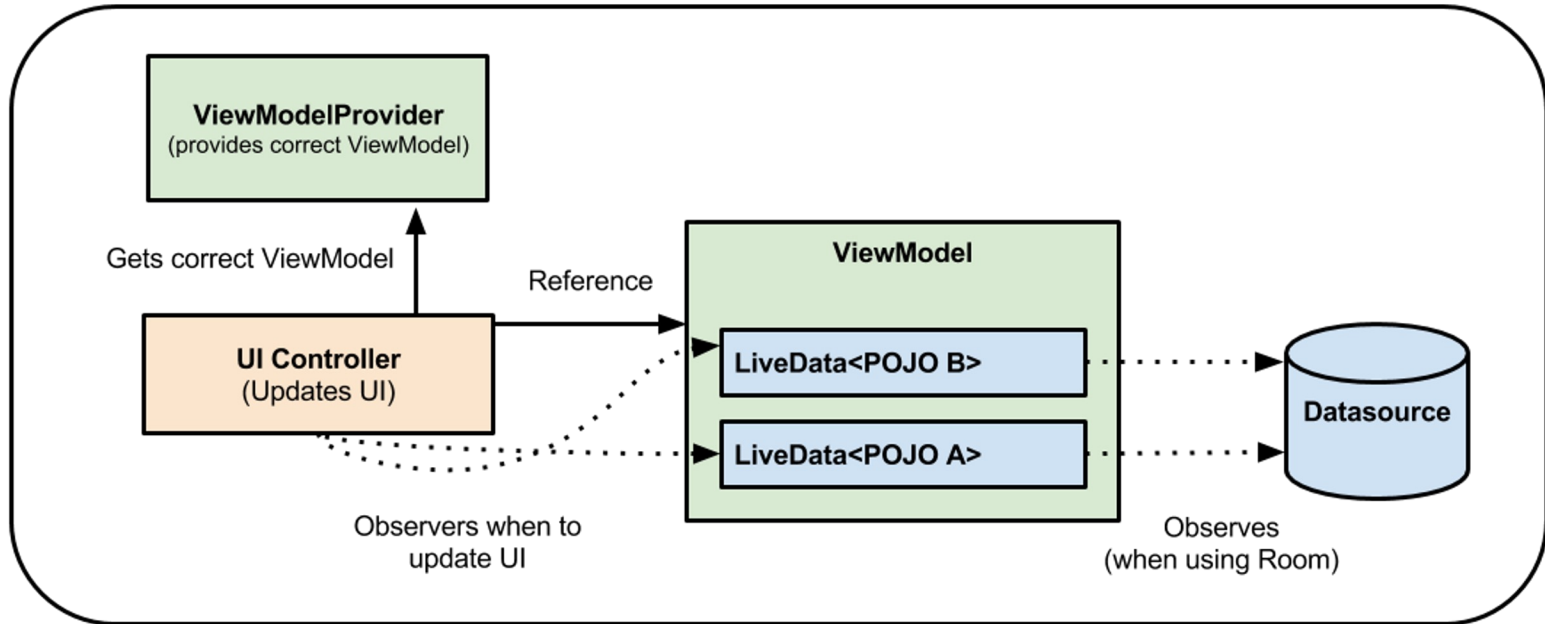 ViewModelProvider
(provides correct ViewModel)
Gets correct ViewModel
Reference
ViewModel
UI Controller
(Updates UI)
LiveData<POJO B>
LiveData<POJO A>
Datasource
Observers when to
update UI
Observes
(when using Room)